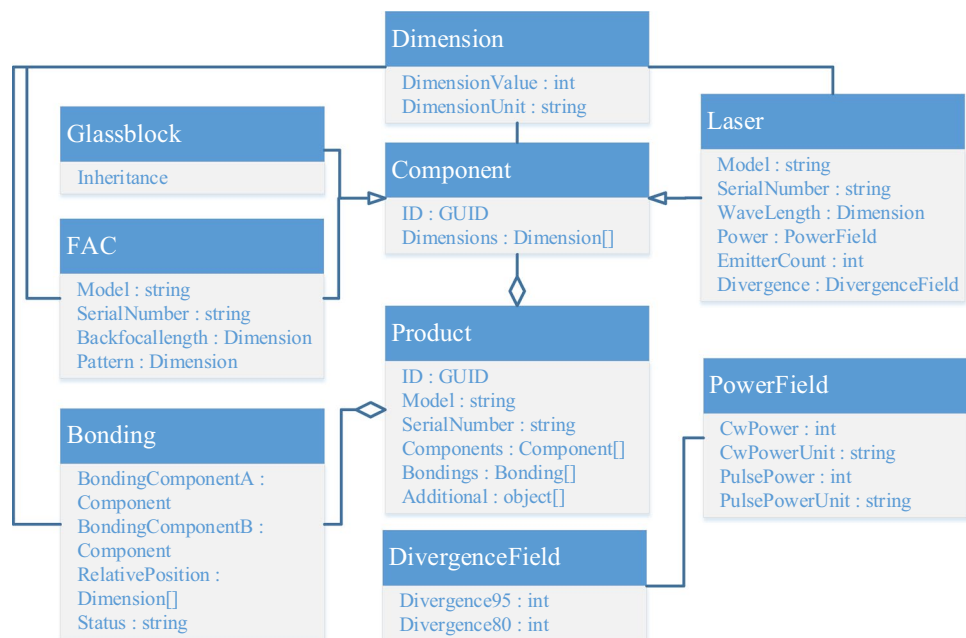 Dimension
DimensionValue : int
DimensionUnit : string
Glassblock
Inheritance
FAC
Model : string
SerialNumber : string
Backfocallength : Dimension
Pattern : Dimension
Bonding
BondingComponentA :
Component
BondingComponentB :
Component
RelativePosition :
Dimension[]
Status : string
Component
ID : GUID
Dimensions : Dimension[]
Product
ID : GUID
Model : string
SerialNumber : string
Components : Component[]
Bondings : Bonding[]
Additional : object[]
DivergenceField
Divergence95 : int
Divergence80 : int
Laser
Model : string
SerialNumber : string
WaveLength : Dimension
Power : PowerField
EmitterCount : int
Divergence : DivergenceField
PowerField
CwPower : int
CwPowerUnit : string
PulsePower : int
PulsePowerUnit : string